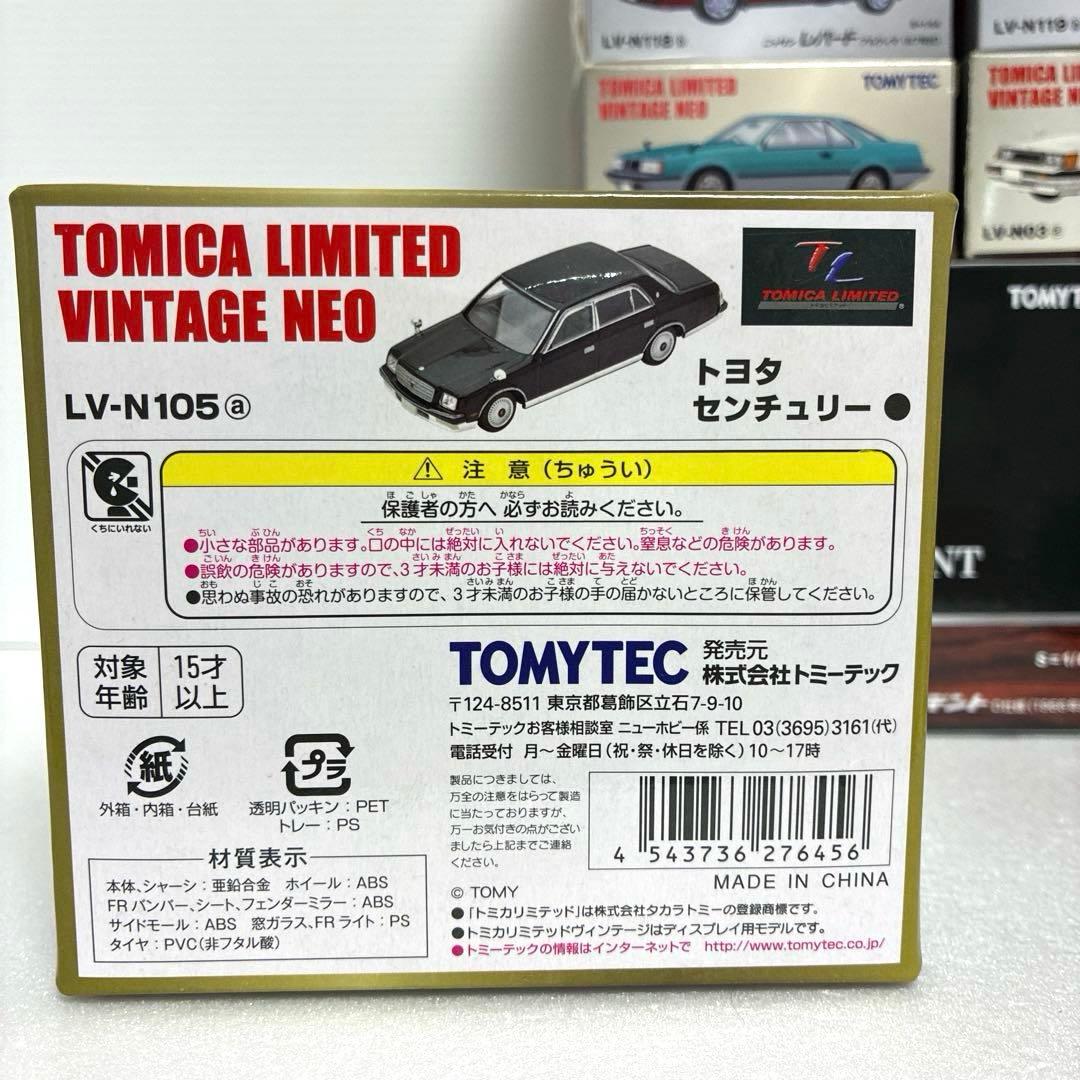 LV-N118
LV-N119
TOMICA LIMITED
VINTAGE NEO
TOMYTEC
TOMICA
VINTAGE
LV-N03
TOMICA LIMITED
VINTAGE NEO
LV-N105ⓐ
TL
TOMICA LIMITED
トヨタ
センチュリー ●
くちにいれない
⚠ 注 意(ちゅうい)
保護者の方へ 必ずお読みください。
●小さな部品があります。口の中には絶対に入れないでください。窒息などの危険があります。
●誤飲の危険がありますので、3才未満のお子様には絶対に与えないでください。
●思わぬ事故の恐れがありますので、3才未満のお子様の手の届かないところに保管してください。
対象
年齢
15才
以上
TOMYTEC
発売元
株式会社トミーテック
〒124-8511 東京都葛飾区立石7-9-10
トミーテックお客様相談室 ニューホビー係 TEL 03(3695)3161(代)
電話受付 月〜金曜日(祝・祭・休日を除く)10〜17時
紙
外箱・内箱・台紙
プラ
透明パッキン:PET
トレー:PS
製品につきましては、
万全の注意をはらって製造
に当たっておりますが、
万一お気付きの点がござい
ましたら上記までご連絡
ください。
4 543736 276456
MADE IN CHINA
材質表示
本体、シャーシ:亜鉛合金 ホイール:ABS
FRバンパー、シート、フェンダーミラー:ABS
サイドモール:ABS 窓ガラス、FRライト:PS
タイヤ:PVC(非フタル酸)
© TOMY
●「トミカリミテッド」は株式会社タカラトミーの登録商標です。
●トミカリミテッドヴィンテージはディスプレイ用モデルです。
●トミーテックの情報はインターネットで http://www.tomytec.co.jp/